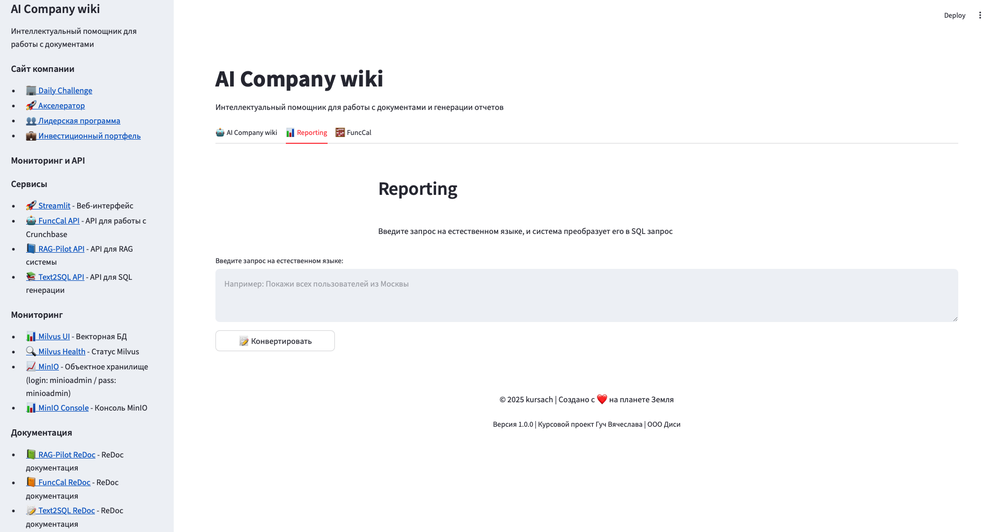 AI Company wiki
Интеллектуальный помощник для
работы с документами
Сайт компании
Daily Challenge
Акселератор
Лидерская программа
Инвестиционный портфель
Мониторинг и API
Сервисы
Streamlit - Веб-интерфейс
FuncCal API - API для работы с
Crunchbase
RAG-Pilot API - API для RAG
системы
Text2SQL API - API для SQL
генерации
Мониторинг
Milvus UI - Векторная БД
Milvus Health - Статус Milvus
MinIO - Объектное хранилище
(login: minioadmin / pass:
minioadmin)
MinIO Console - Консоль MinIO
Документация
RAG-Pilot ReDoc - ReDoc
документация
FuncCal ReDoc - ReDoc
документация
Text2SQL ReDoc - ReDoc
документация
Deploy
AI Company wiki
Интеллектуальный помощник для работы с документами и генерации отчетов
AI Company wiki Reporting FuncCal
Reporting
Введите запрос на естественном языке, и система преобразует его в SQL запрос
Введите запрос на естественном языке:
Например: Покажи всех пользователей из Москвы
Конвертировать
© 2025 kursach | Создано с ❤️ на планете Земля
Версия 1.0.0 | Курсовой проект Гуч Вячеслава | ООО Диси